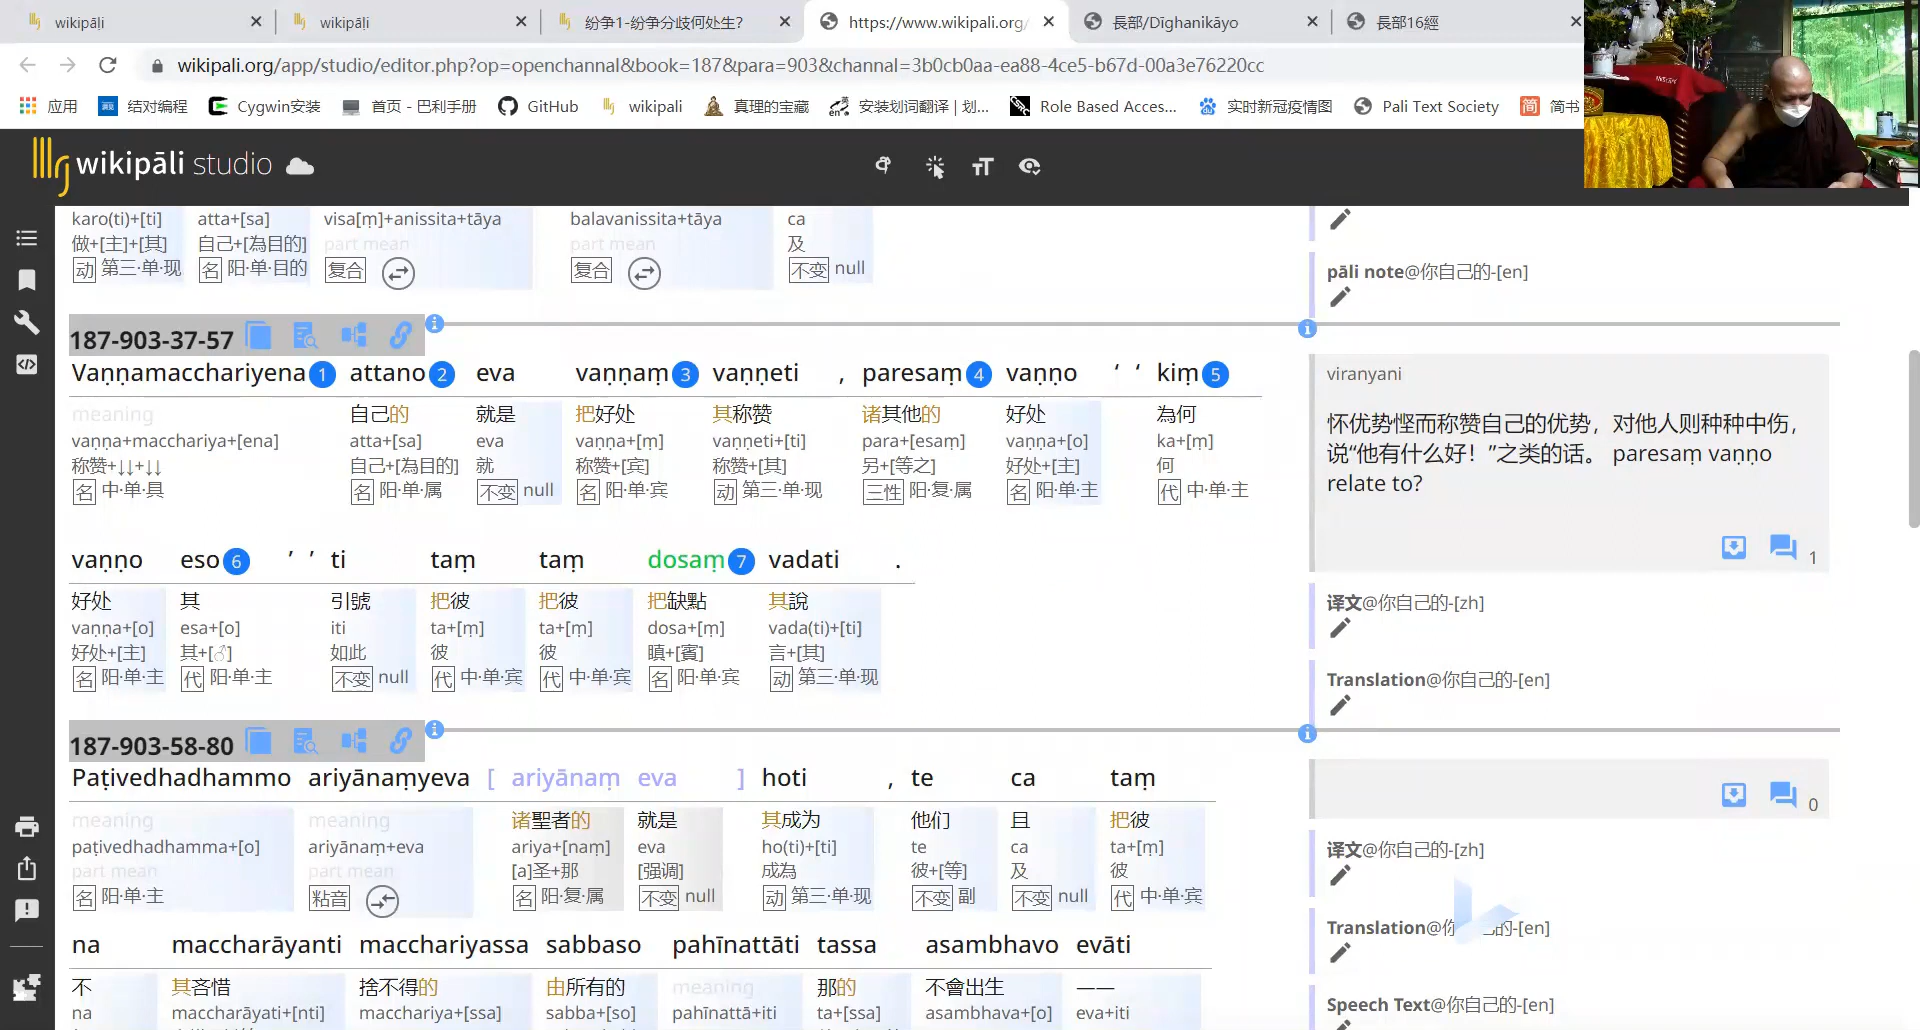 wikipāḷi
wikipāḷi
纷争1-纷争分歧何处生?
https://www.wikipali.org/
長部/Dīghanikāyo
長部16經
wikipali.org/app/studio/editor.php?op=openchannal&book=187&para=903&channal=3b0cb0aa-ea88-4ce5-b67d-00a3e76220cc
应用 结对编程 Cygwin安装 首页 - 巴利手册 GitHub wikipali 真理的宝藏 安装划词翻译 | 划... Role Based Acces... 实时新冠疫情图 Pali Text Society 简书
wikipāli studio
karo(ti)+[ti] atta+[sa] visa[ṃ]+anissita+tāya balavanissita+tāya ca
做+[主]+[其] 自己+[為目的] part mean part mean 及
动 第三·单·现 名 阳·单·目的 复合 复合 不变 null
pāli note@你自己的-[en]
187-903-37-57
Vaṇṇamacchariyena 1 attano 2 eva vaṇṇaṃ 3 vaṇṇeti , paresaṃ 4 vaṇṇo ‘ ‘ kiṃ 5
meaning 自己的 就是 把好处 其称赞 诸其他的 好处 為何
vaṇṇa+macchariya+[ena] atta+[sa] eva vaṇṇa+[ṃ] vaṇṇeti+[ti] para+[esaṃ] vaṇṇa+[o] ka+[ṃ]
称赞+↓↓+↓↓ 自己+[為目的] 就 称赞+[宾] 称赞+[其] 另+[等之] 好处+[主] 何
名 中·单·具 名 阳·单·属 不变 null 名 阳·单·宾 动 第三·单·现 三性 阳·复·属 名 阳·单·主 代 中·单·主
viranyani
怀优势悭而称赞自己的优势，对他人则种种中伤，
说“他有什么好！”之类的话。 paresaṃ vaṇṇo
relate to?
1
vaṇṇo eso 6 ’ ’ ti taṃ taṃ dosaṃ 7 vadati .
好处 其 引號 把彼 把彼 把缺點 其說
vaṇṇa+[o] esa+[o] iti ta+[ṃ] ta+[ṃ] dosa+[ṃ] vada(ti)+[ti]
好处+[主] 其+[♂] 如此 彼 彼 瞋+[賓] 言+[其]
名 阳·单·主 代 阳·单·主 不变 null 代 中·单·宾 代 中·单·宾 名 阳·单·宾 动 第三·单·现
译文@你自己的-[zh]
Translation@你自己的-[en]
187-903-58-80
Paṭivedhadhammo ariyānaṃyeva [ ariyānaṃ eva ] hoti , te ca taṃ
meaning meaning 诸聖者的 就是 其成为 他们 且 把彼
paṭivedhadhamma+[o] ariyānaṃ+eva ariya+[naṃ] eva ho(ti)+[ti] te ca ta+[ṃ]
part mean part mean [a]圣+那 [强调] 成為 彼+[等] 及 彼
名 阳·单·主 粘音 名 阳·复·属 不变 null 动 第三·单·现 不变 副 不变 null 代 中·单·宾
0
译文@你自己的-[zh]
Translation@你自己的-[en]
na maccharāyanti macchariyassa sabbaso pahīnattāti tassa asambhavo evāti
不 其吝惜 捨不得的 由所有的 meaning 那的 不會出生 ——
na maccharāyati+[nti] macchariya+[ssa] sabba+[so] pahīnattā+iti ta+[ssa] asambhava+[o] eva+iti
Speech Text@你自己的-[en]